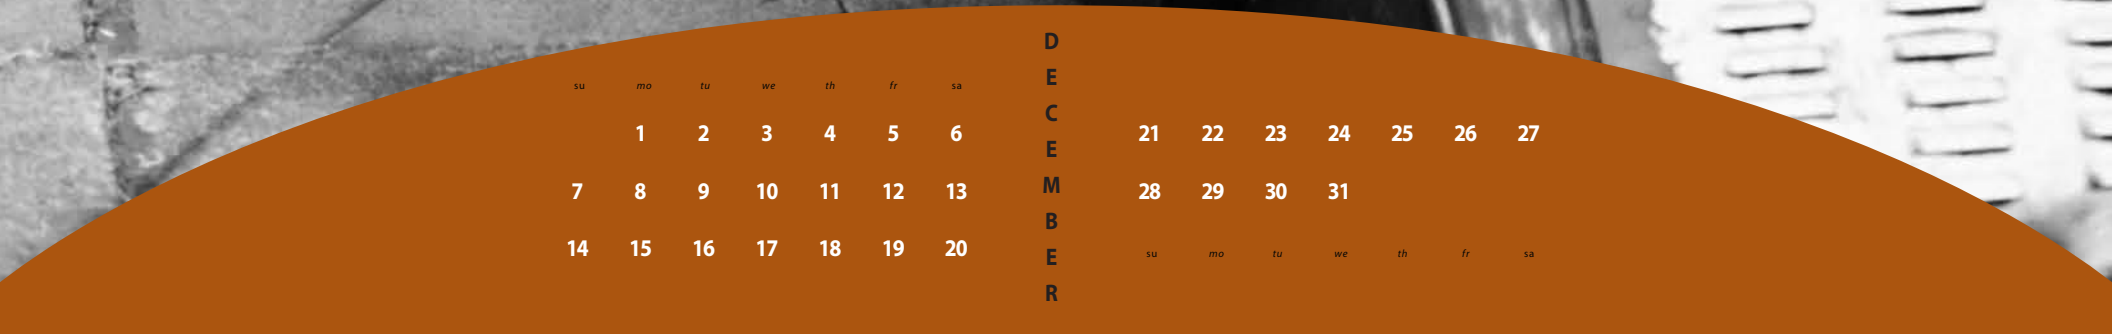 DECEMBER
su mo tu we th fr sa
1 2 3 4 5 6
7 8 9 10 11 12 13
14 15 16 17 18 19 20
21 22 23 24 25 26 27
28 29 30 31
su mo tu we th fr sa